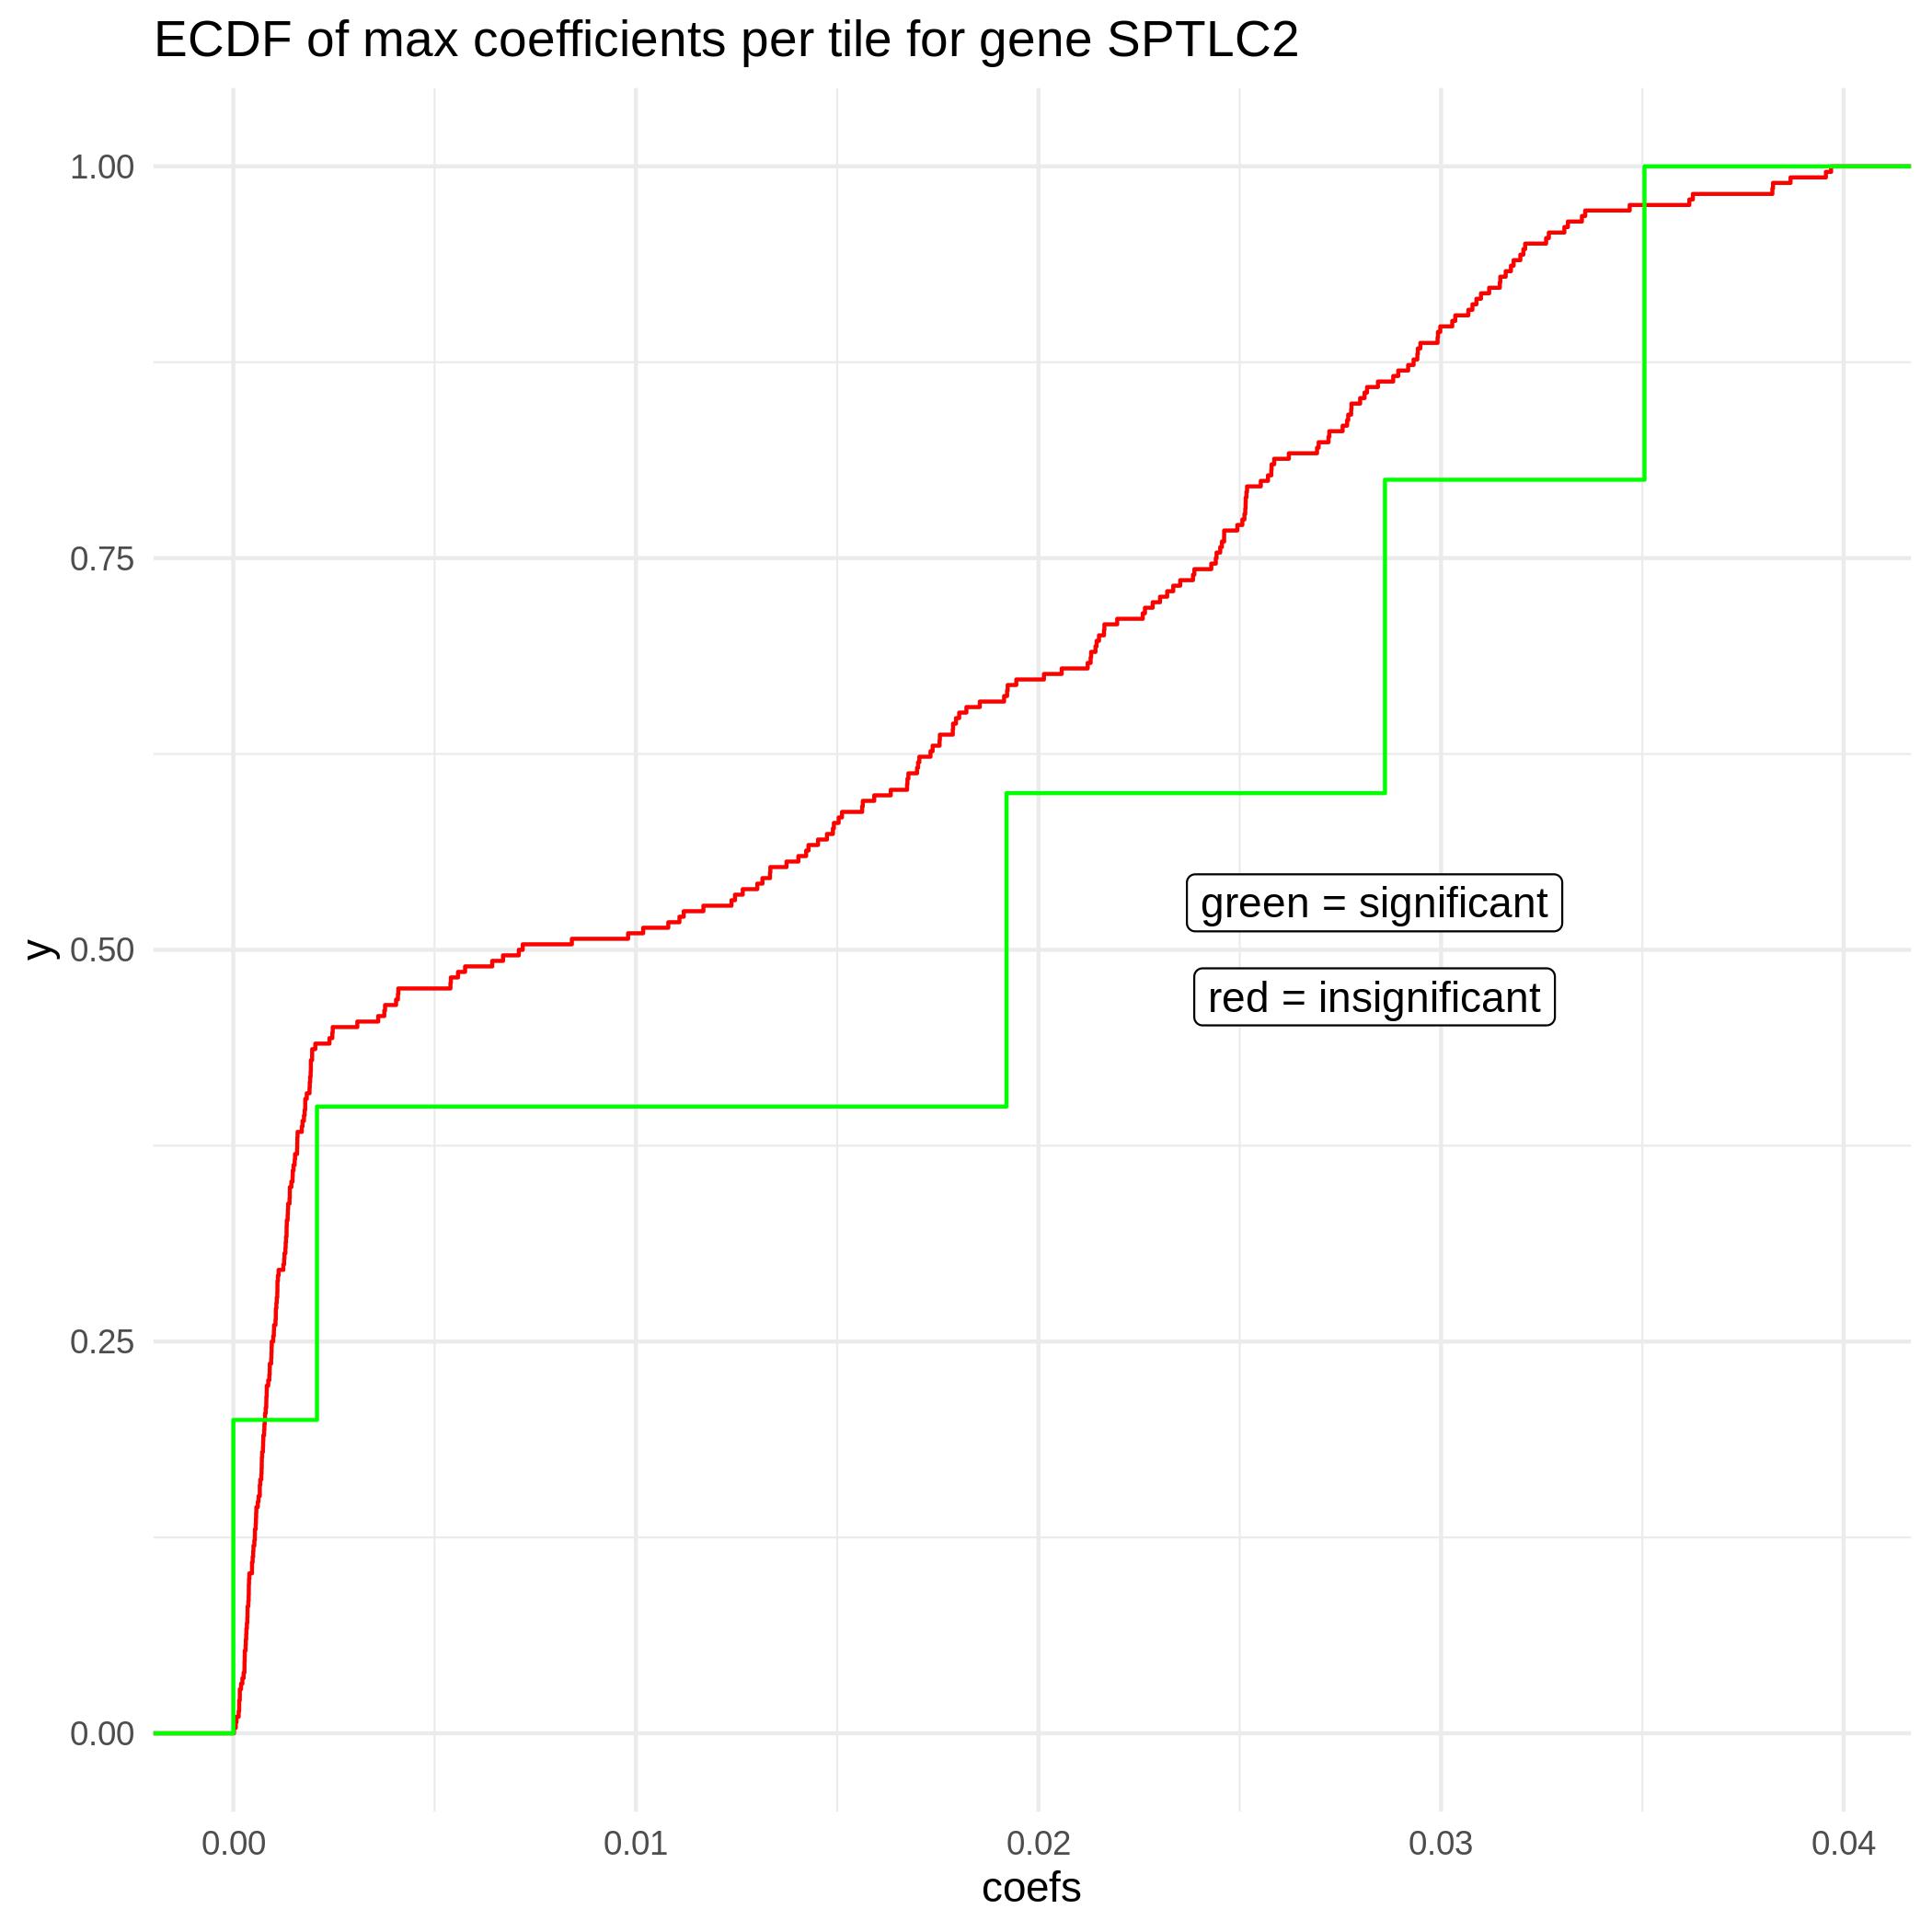 ECDF of max coefficients per tile for gene SPTLC2
1.00
0.75
0.50
0.25
0.00
y
green = significant
red = insignificant
0.00 0.01 0.02 0.03 0.04
coefs